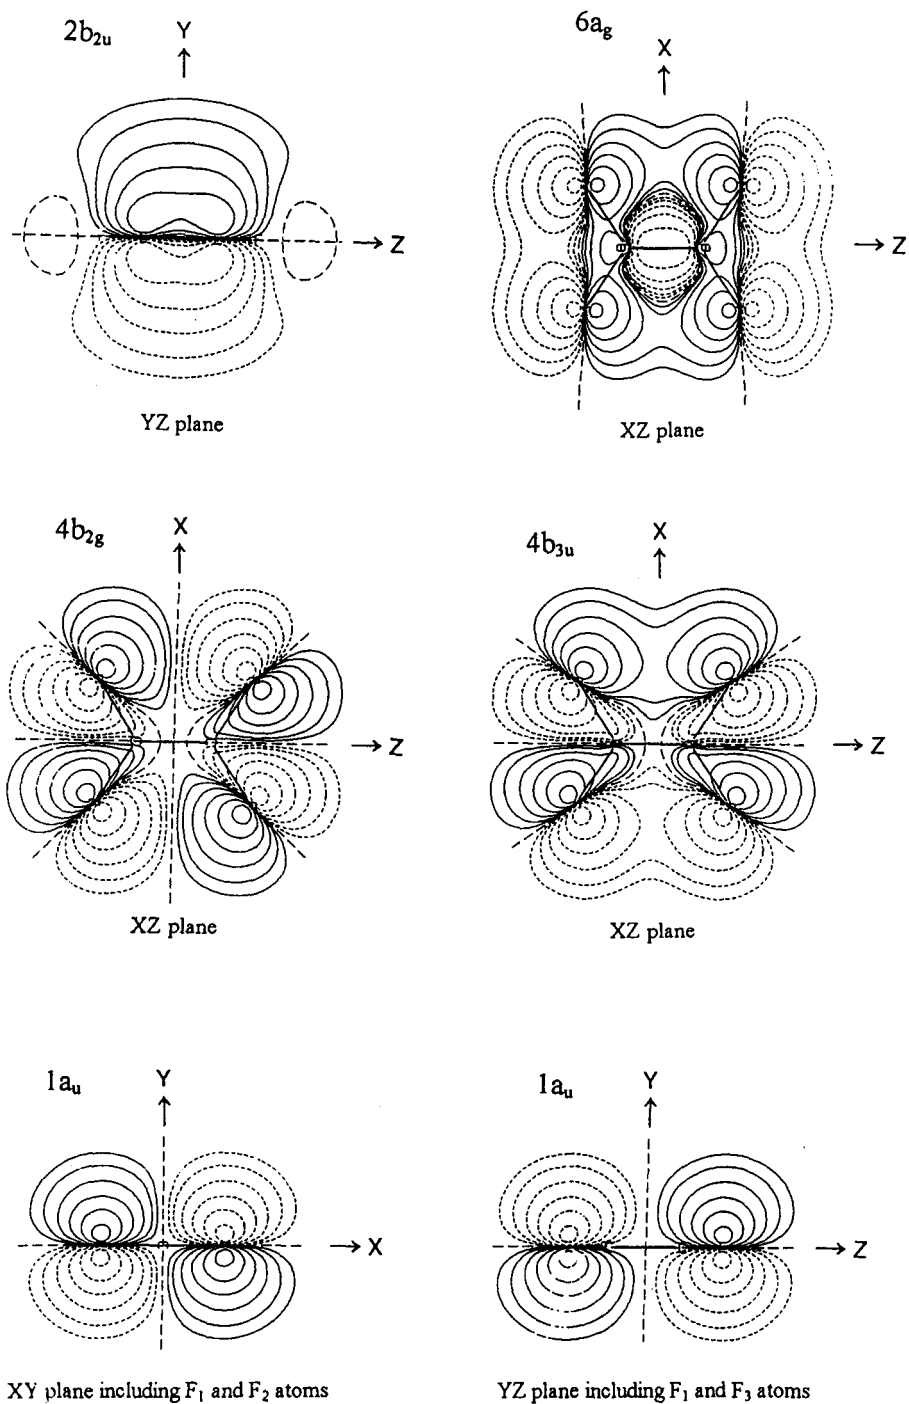 2b2u
Y
Z
YZ plane
6ag
X
Z
XZ plane
4b2g
X
Z
XZ plane
4b3u
X
Z
XZ plane
1au
Y
X
XY plane including F1 and F2 atoms
1au
Y
Z
YZ plane including F1 and F3 atoms